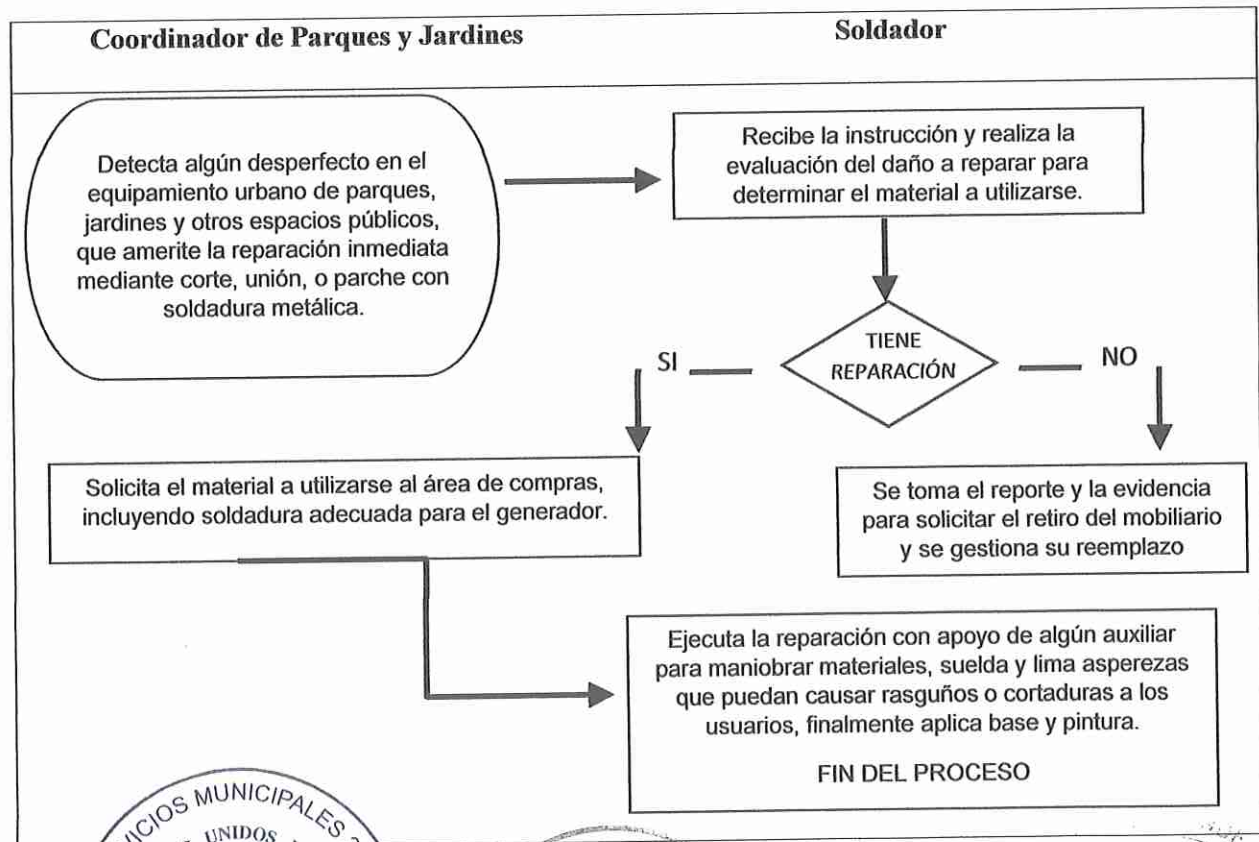 Coordinador de Parques y Jardines
Soldador
Detecta algún desperfecto en el
equipamiento urbano de parques,
jardines y otros espacios públicos,
que amerite la reparación inmediata
mediante corte, unión, o parche con
soldadura metálica.
Recibe la instrucción y realiza la
evaluación del daño a reparar para
determinar el material a utilizarse.
TIENE
REPARACIÓN
SI
NO
Solicita el material a utilizarse al área de compras,
incluyendo soldadura adecuada para el generador.
Se toma el reporte y la evidencia
para solicitar el retiro del mobiliario
y se gestiona su reemplazo
Ejecuta la reparación con apoyo de algún auxiliar
para maniobrar materiales, suelda y lima asperezas
que puedan causar rasguños o cortaduras a los
usuarios, finalmente aplica base y pintura.
FIN DEL PROCESO
MUNICIPALES
UNIDOS